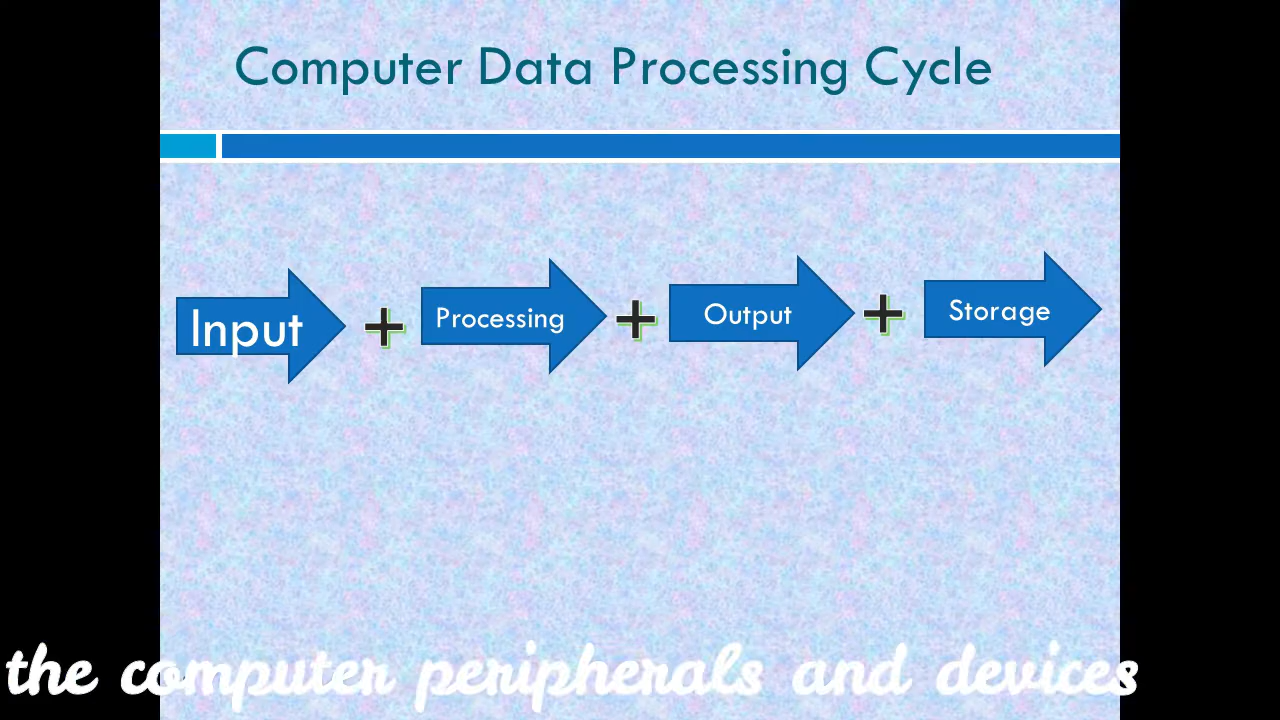 Computer Data Processing Cycle
Input + Processing + Output + Storage
the computer peripherals and devices